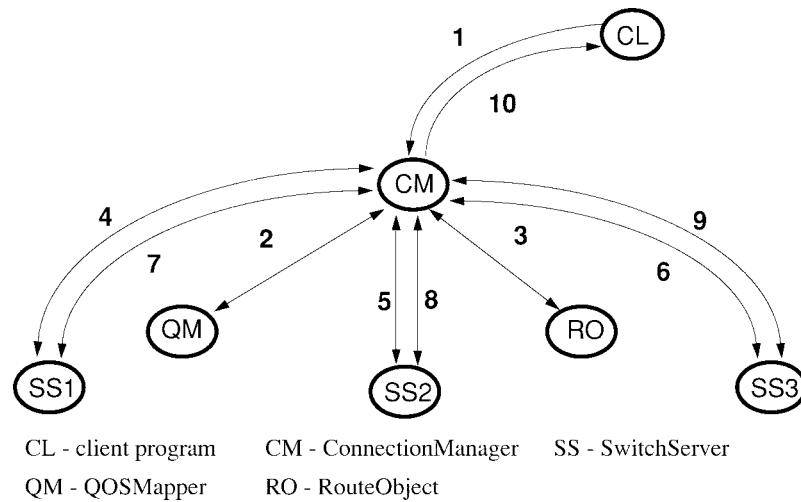 1
CL
10
CM
4
9
2
3
7
6
5
8
QM
RO
SS1
SS2
SS3
CL - client program CM - ConnectionManager SS - SwitchServer
QM - QOSMapper RO - RouteObject